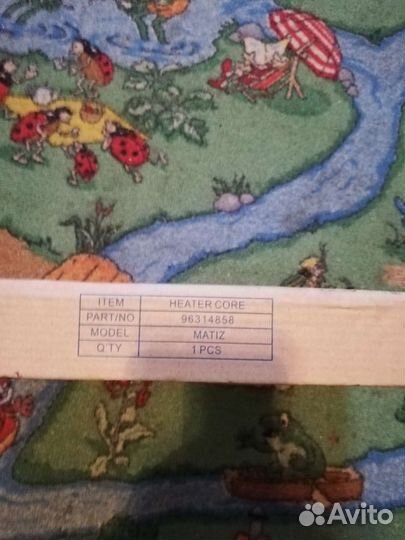 ITEM HEATER CORE
PART/NO 96314858
MODEL MATIZ
Q'TY 1 PCS
Avito